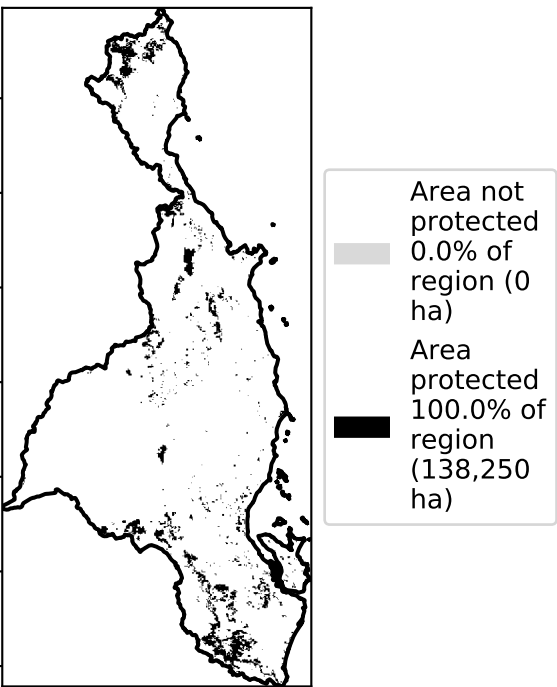 Area not
protected
0.0% of
region (0
ha)
Area
protected
100.0% of
region
(138,250
ha)